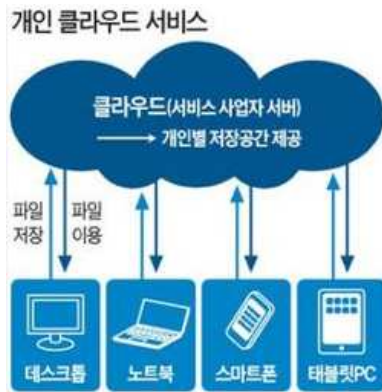 개인 클라우드 서비스
클라우드(서비스 사업자 서버)
→ 개인별 저장공간 제공
파일 파일
저장 이용
데스크톱 노트북 스마트폰 태블릿PC